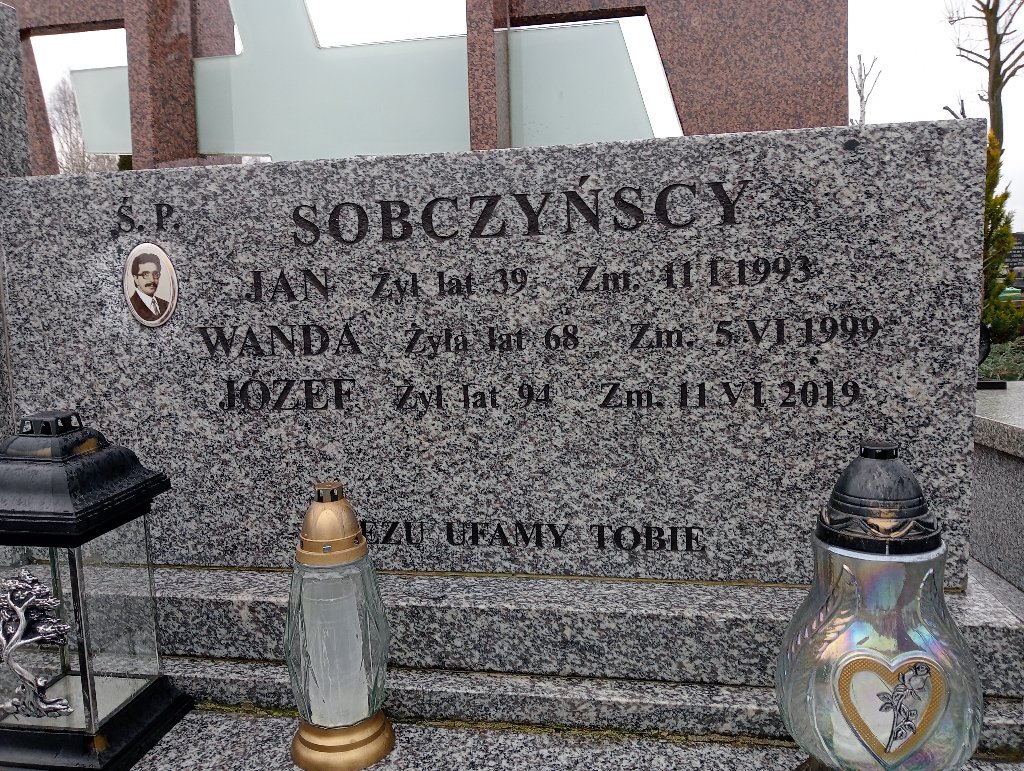 Ś.P.
SOBCZYŃSCY
JAN Żył lat 39 Zm. 11 I 1993
WANDA Żyła lat 68 Zm. 5 VI 1999
JÓZEF Żył lat 94 Zm. 11 VI 2019
EZU UFAMY TOBIE